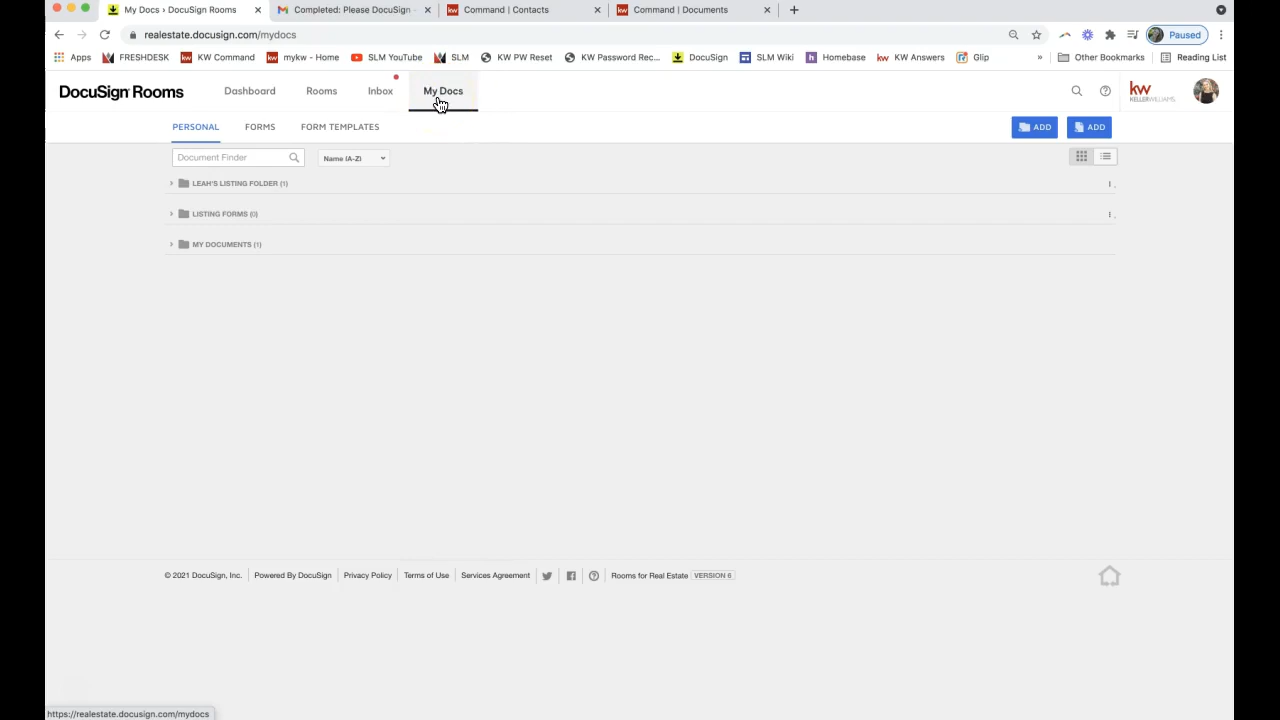 My Docs › DocuSign Rooms
Completed: Please DocuSign
Command | Contacts
Command | Documents
realestate.docusign.com/mydocs
Paused
Apps FRESHDESK KW Command mykw - Home SLM YouTube SLM KW PW Reset KW Password Rec... DocuSign SLM Wiki Homebase KW Answers Glip » Other Bookmarks Reading List
DocuSign Rooms Dashboard Rooms Inbox My Docs
kw
KELLERWILLIAMS.
PERSONAL FORMS FORM TEMPLATES ADD ADD
Document Finder Name (A-Z)
LEAH'S LISTING FOLDER (1)
LISTING FORMS (0)
MY DOCUMENTS (1)
© 2021 DocuSign, Inc. Powered By DocuSign Privacy Policy Terms of Use Services Agreement Rooms for Real Estate VERSION 6
https://realestate.docusign.com/mydocs